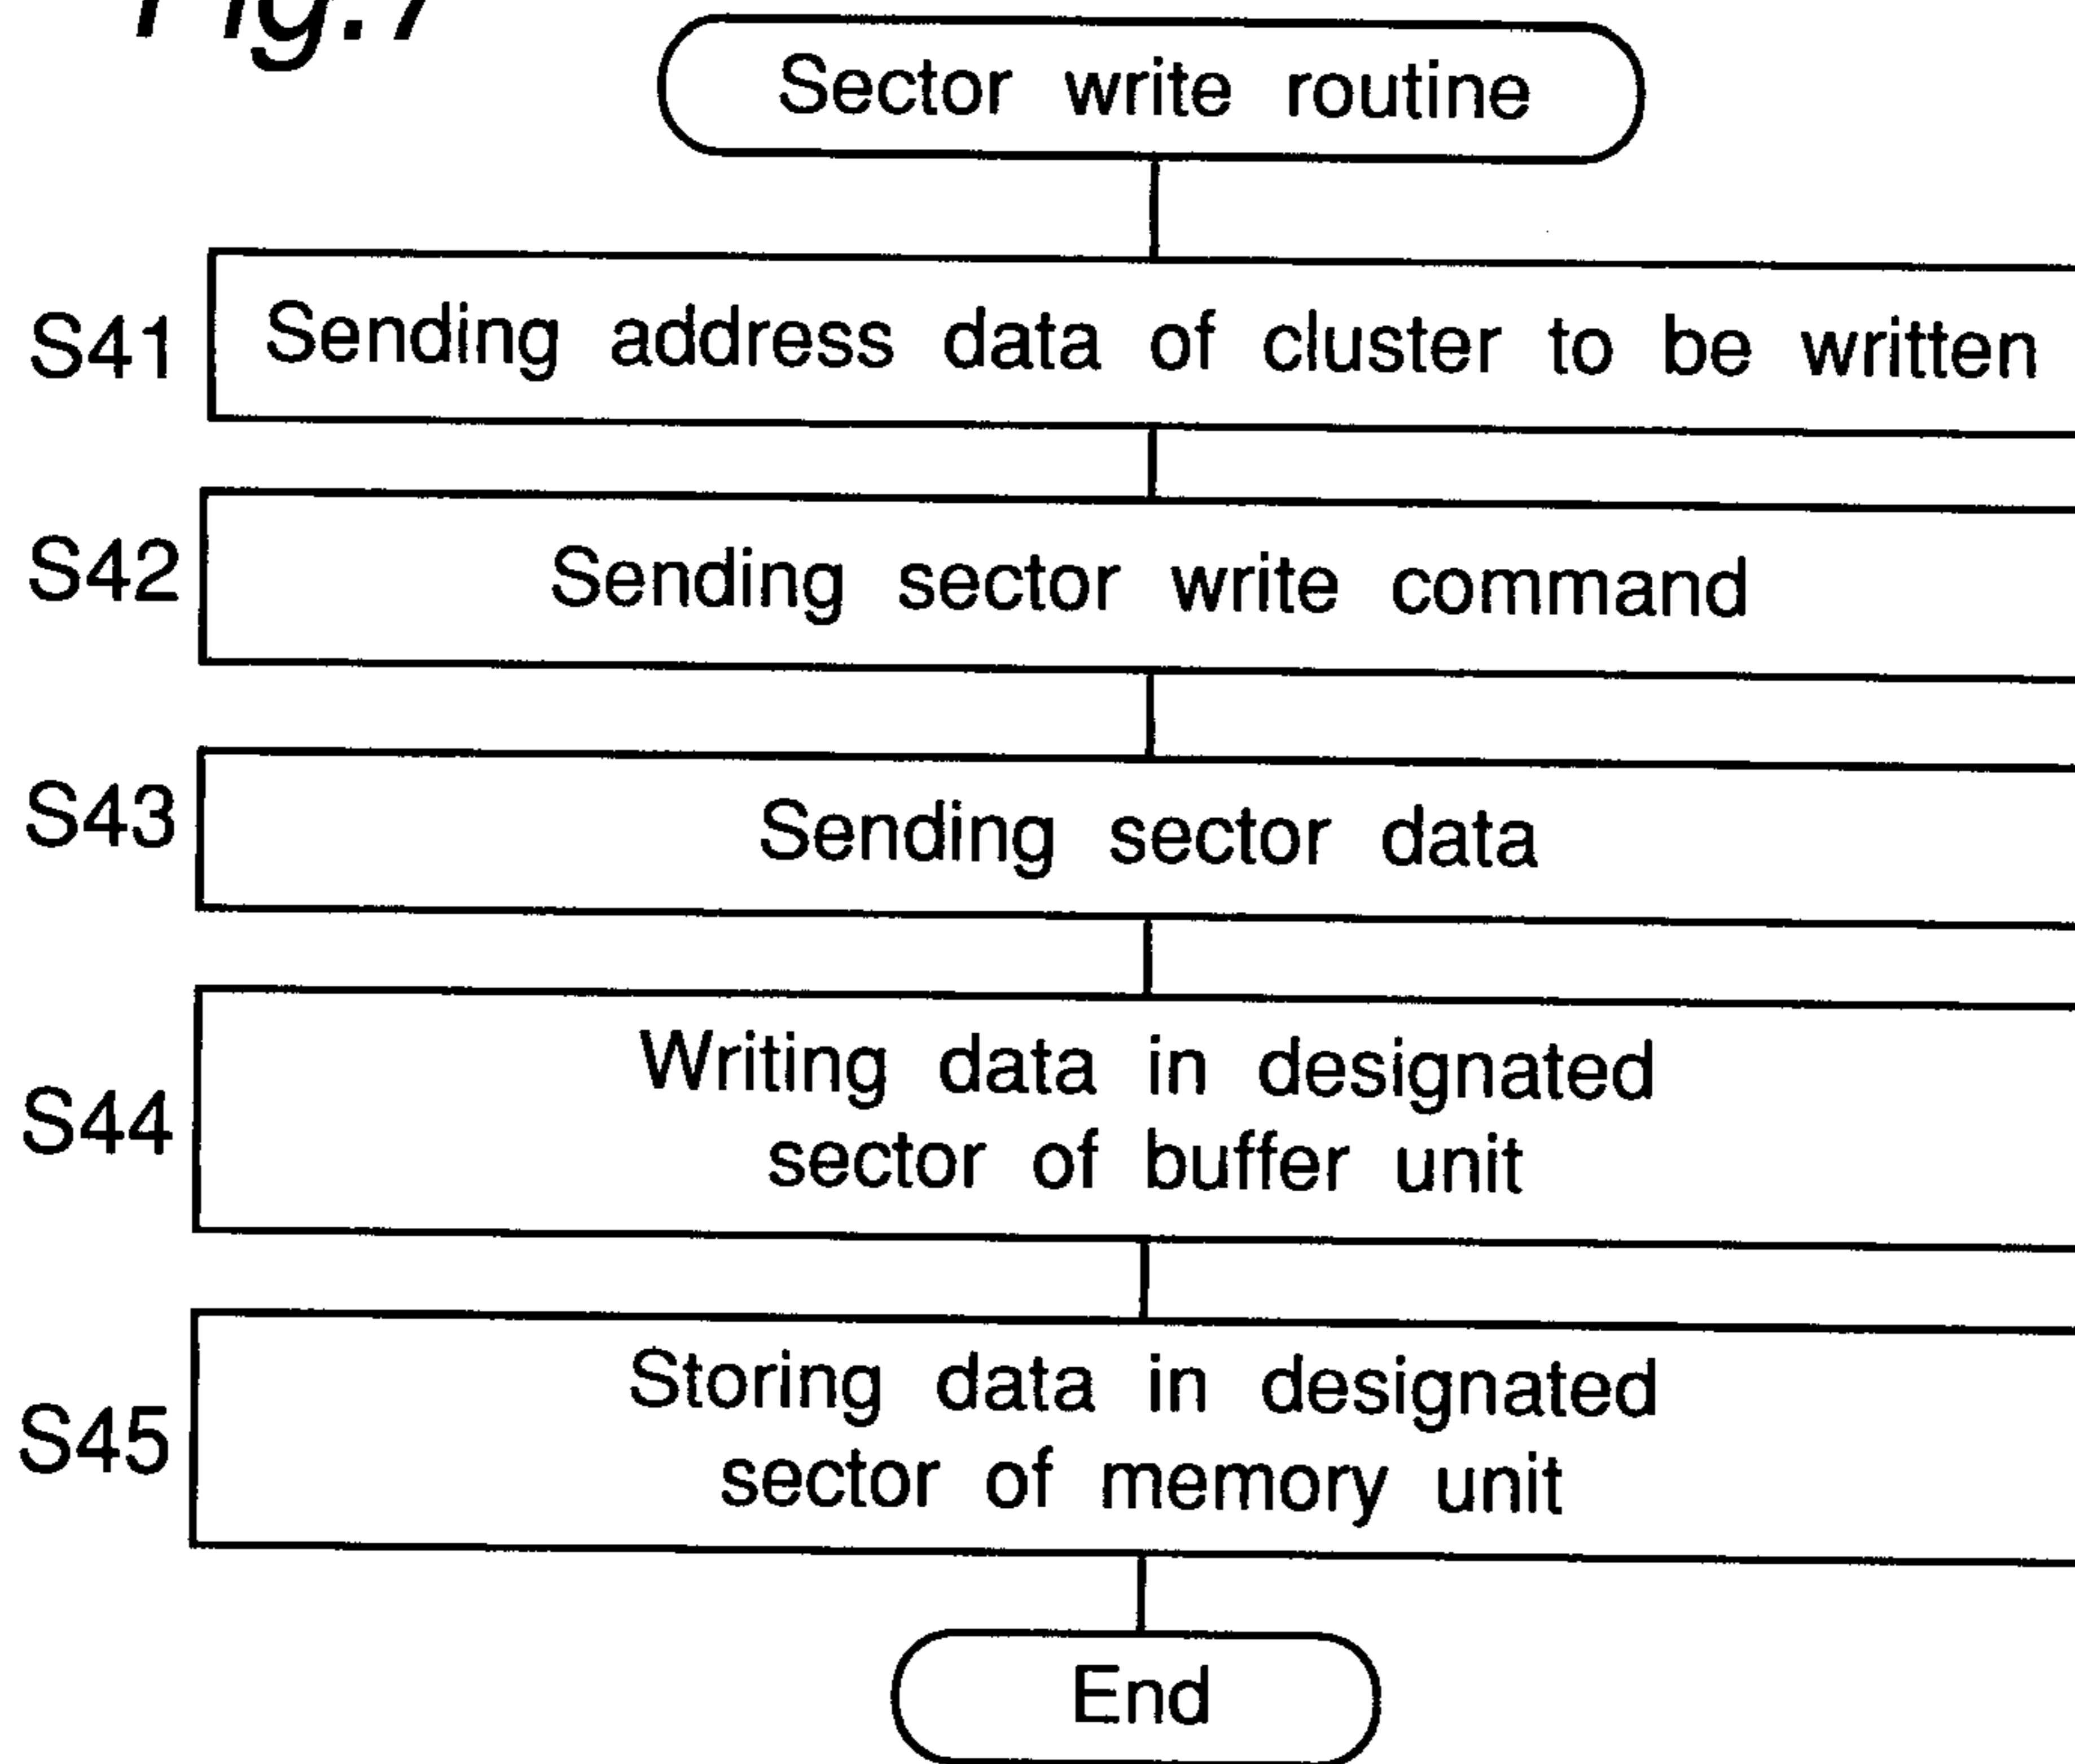 Fig.7
Sector write routine
S41 Sending address data of cluster to be written
S42 Sending sector write command
S43 Sending sector data
S44 Writing data in designated
sector of buffer unit
S45 Storing data in designated
sector of memory unit
End